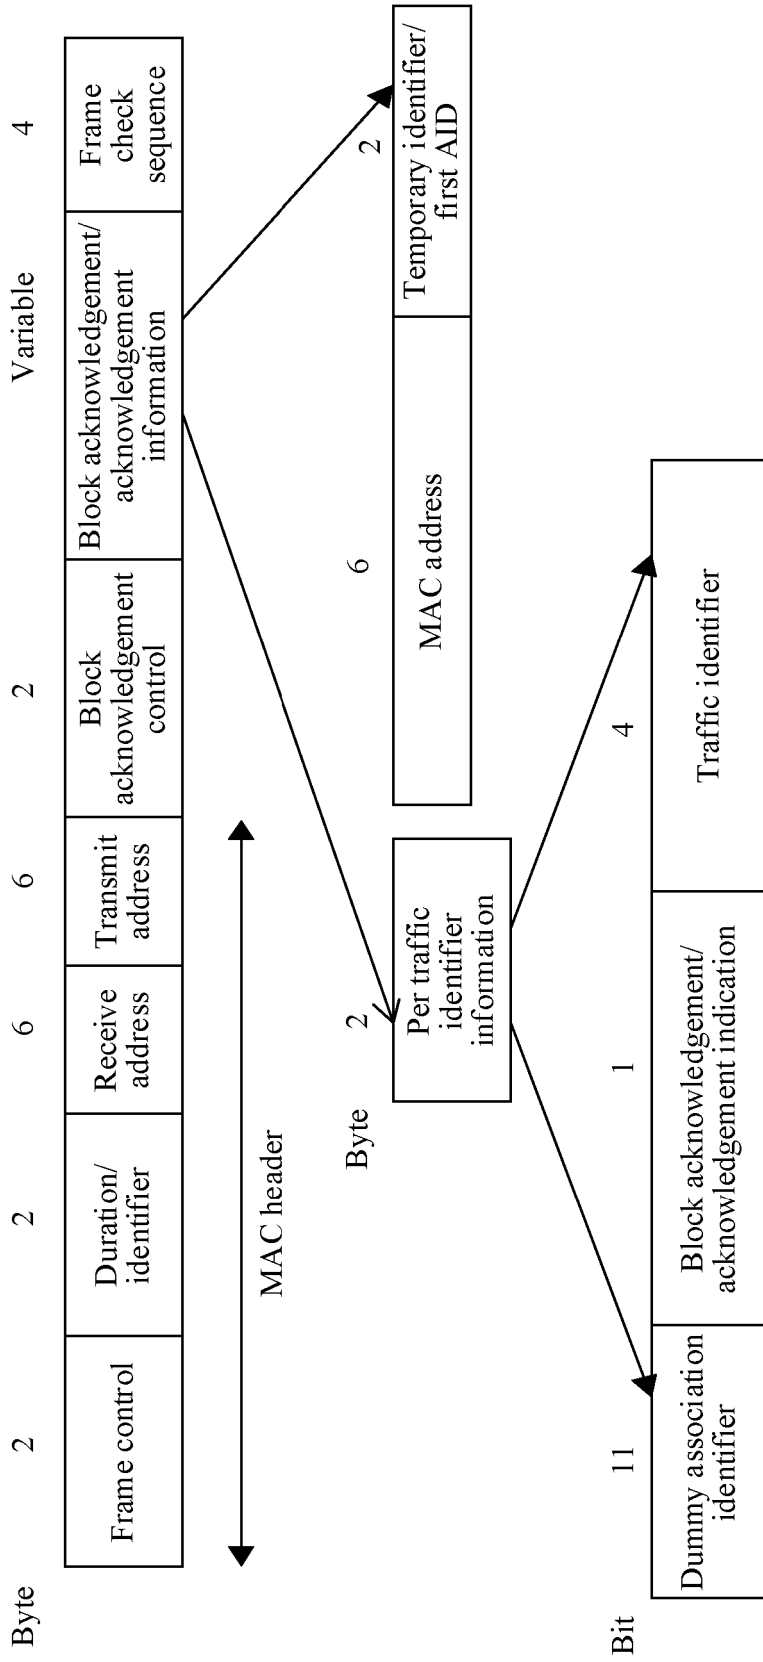 Byte
2
2
6
6
2
Variable
4
Frame control
Duration/
identifier
Receive
address
Transmit
address
Block
acknowledgement
control
Block acknowledgement/
acknowledgement
information
Frame
check
sequence
MAC header
Byte
2
6
2
Per traffic
identifier
information
MAC address
Temporary identifier/
first AID
Bit
11
1
4
Dummy association
identifier
Block acknowledgement/
acknowledgement indication
Traffic identifier